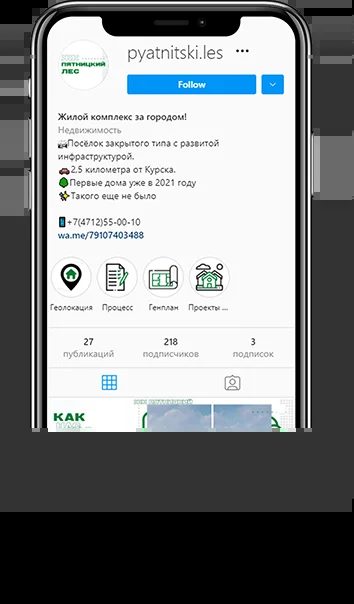 ЖК
ПЯТНИЦКИЙ
ЛЕС
pyatnitski.les ...
Follow
Жилой комплекс за городом!
Недвижимость
Посёлок закрытого типа с развитой
инфраструктурой.
2,5 километра от Курска.
Первые дома уже в 2021 году
Такого еще не было
+7(4712)55-00-10
wa.me/79107403488
Геолокация Процесс Генплан Проекты ...
27 218 3
публикаций подписчиков подписок
КАК